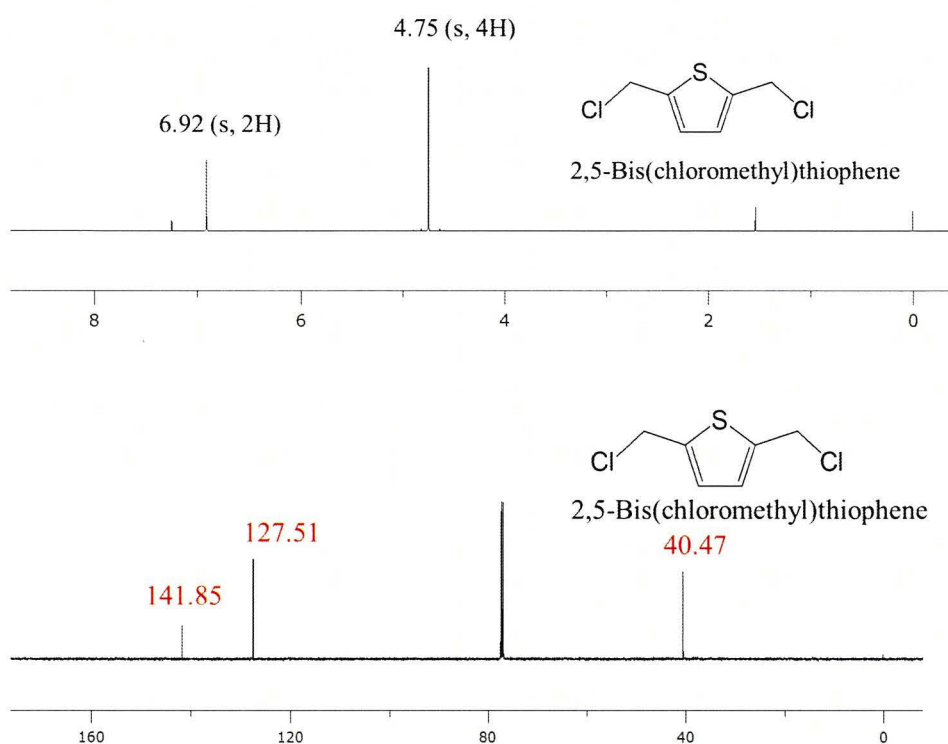 4.75 (s, 4H)
6.92 (s, 2H)
S
Cl
Cl
2,5-Bis(chloromethyl)thiophene
8
6
4
2
0
S
Cl
Cl
2,5-Bis(chloromethyl)thiophene
127.51
40.47
141.85
160
120
80
40
0